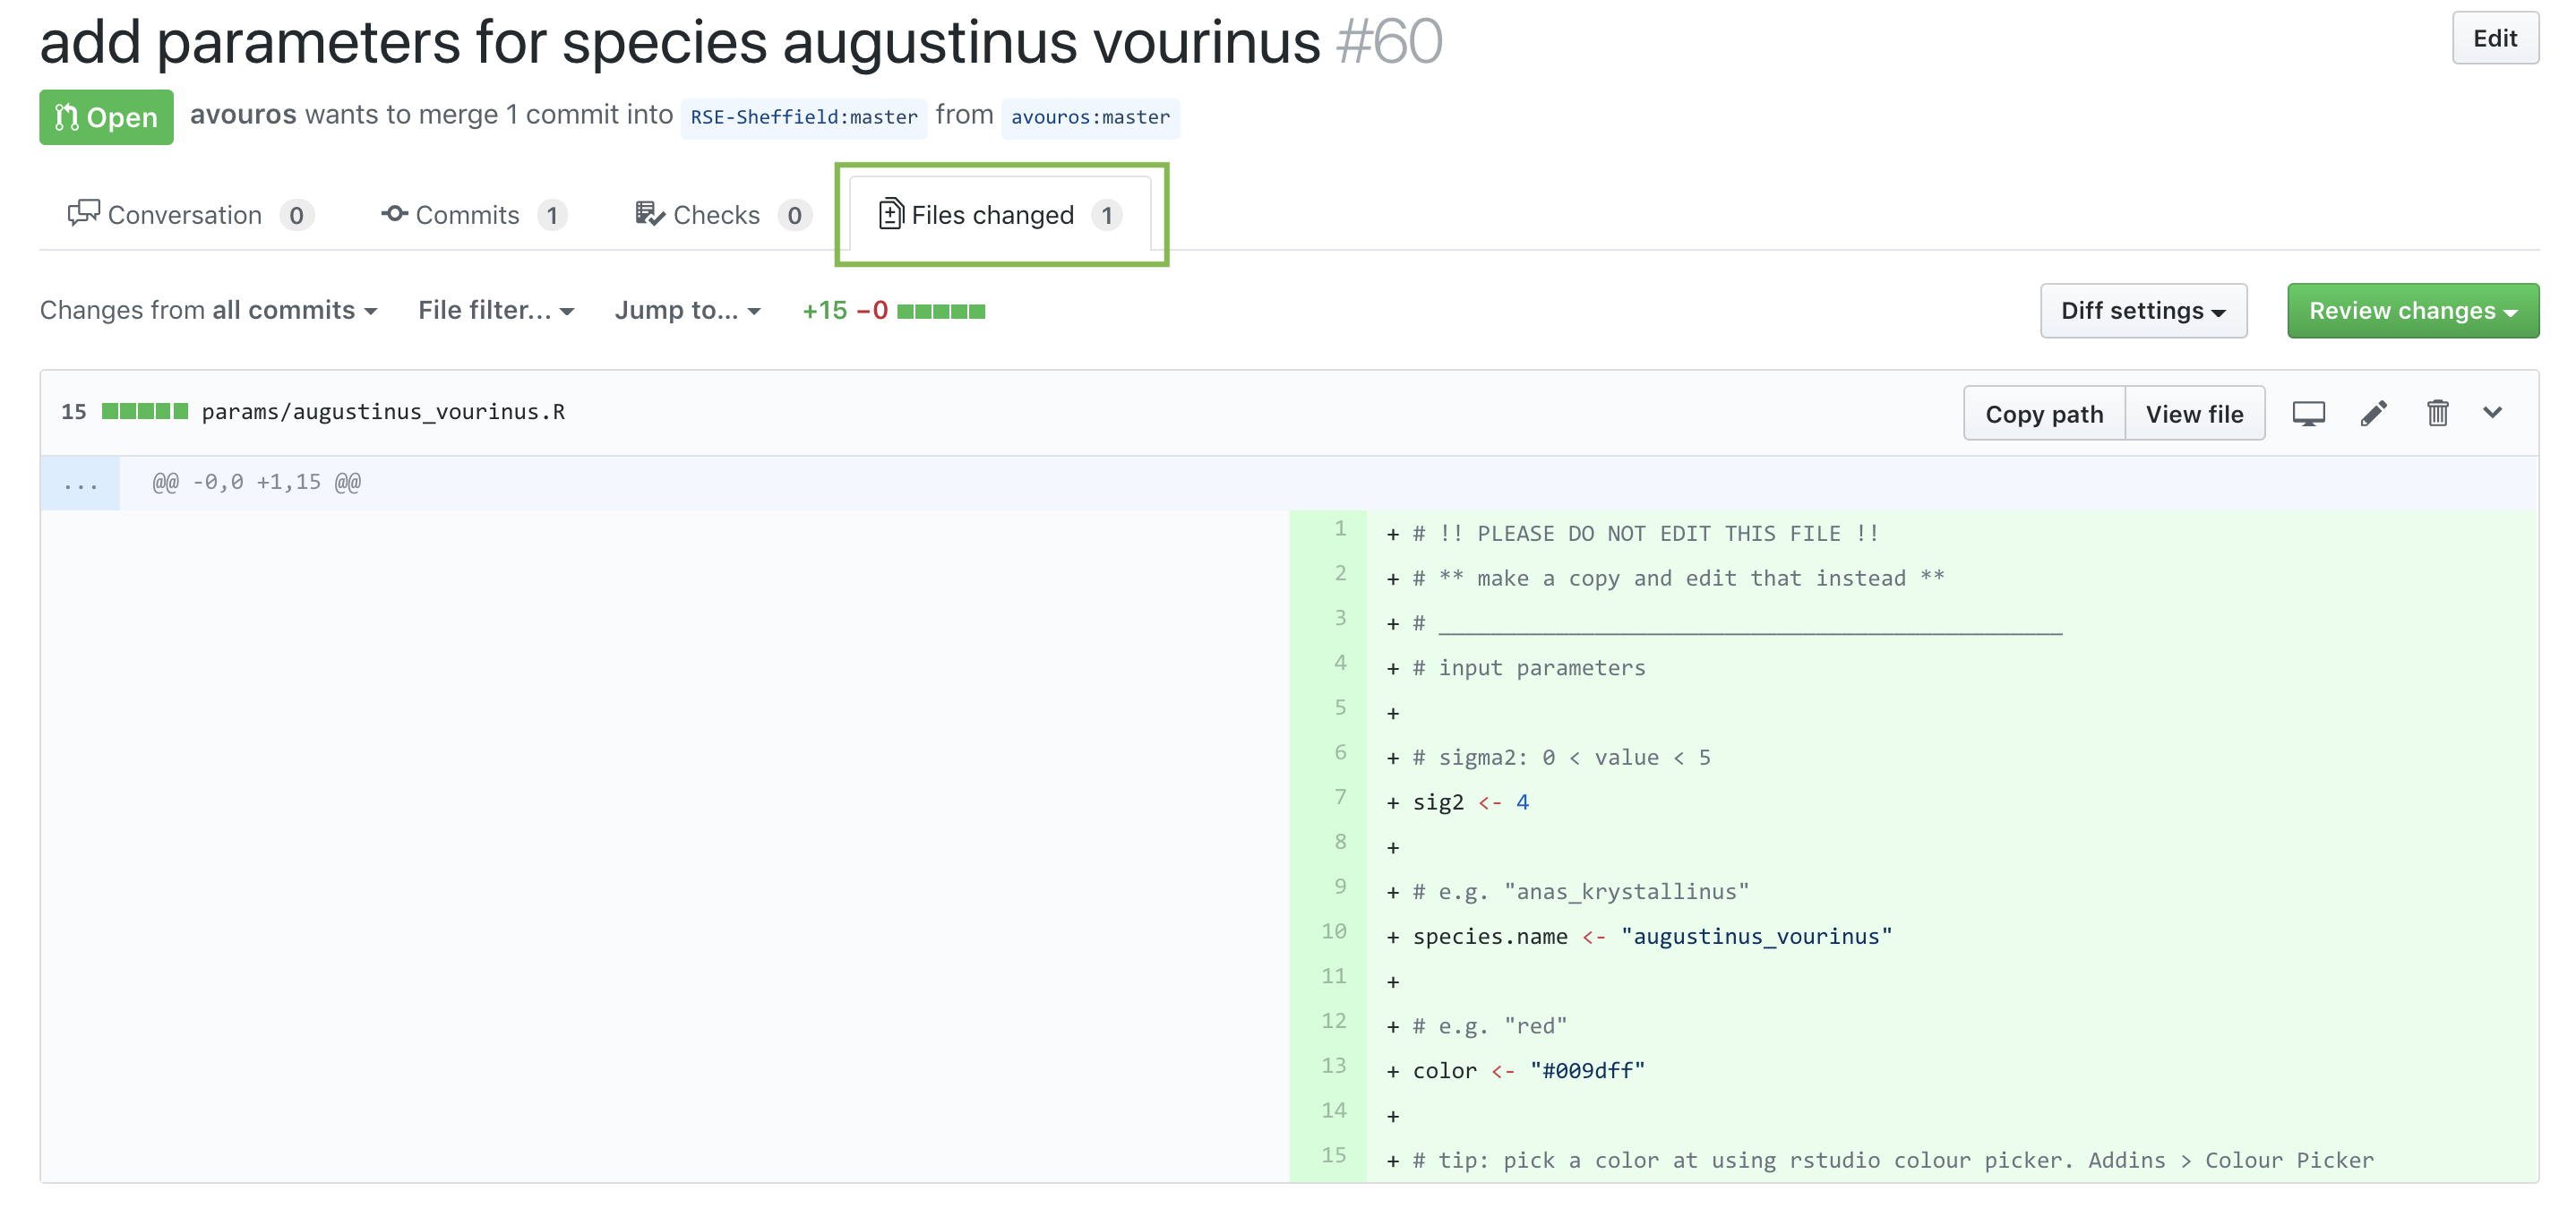 add parameters for species augustinus vourinus #60
Edit
Open avouros wants to merge 1 commit into RSE-Sheffield:master from avouros:master
Conversation 0 Commits 1 Checks 0 Files changed 1
Changes from all commits File filter... Jump to... +15 −0 Diff settings Review changes
15 params/augustinus_vourinus.R Copy path View file
... @@ -0,0 +1,15 @@
1 + # !! PLEASE DO NOT EDIT THIS FILE !!
2 + # ** make a copy and edit that instead **
3 + # ________________________________________________
4 + # input parameters
5 +
6 + # sigma2: 0 < value < 5
7 + sig2 <- 4
8 +
9 + # e.g. "anas_krystallinus"
10 + species.name <- "augustinus_vourinus"
11 +
12 + # e.g. "red"
13 + color <- "#009dff"
14 +
15 + # tip: pick a color at using rstudio colour picker. Addins > Colour Picker